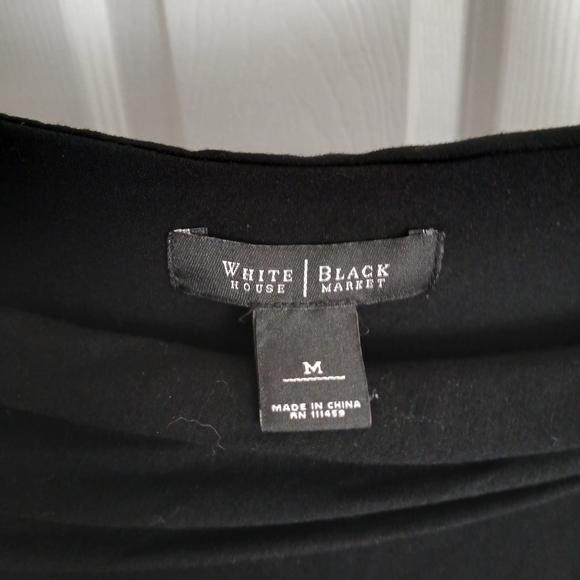 WHITE | BLACK
HOUSE | MARKET
M
MADE IN CHINA
RN 111459